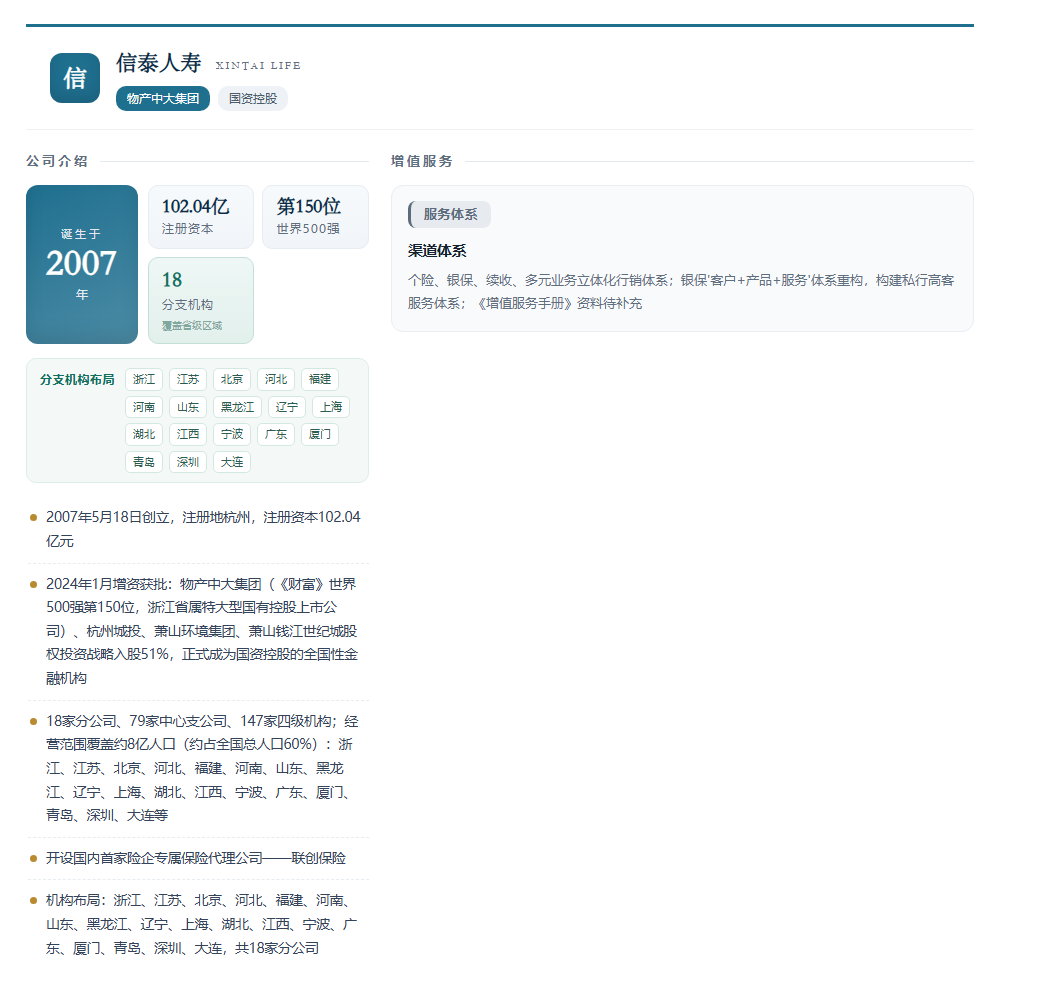 信
信泰人寿 XINTAI LIFE
物产中大集团 国资控股
公司介绍
诞生于
2007
年
102.04亿
注册资本
第150位
世界500强
18
分支机构
覆盖省级区域
分支机构布局 浙江 江苏 北京 河北 福建
河南 山东 黑龙江 辽宁 上海
湖北 江西 宁波 广东 厦门
青岛 深圳 大连
2007年5月18日创立，注册地杭州，注册资本102.04
亿元
2024年1月增资获批：物产中大集团（《财富》世界
500强第150位，浙江省属特大型国有控股上市公
司）、杭州城投、萧山环境集团、萧山钱江世纪城股
权投资战略入股51%，正式成为国资控股的全国性金
融机构
18家分公司、79家中心支公司、147家四级机构；经
营范围覆盖约8亿人口（约占全国总人口60%）：浙
江、江苏、北京、河北、福建、河南、山东、黑龙
江、辽宁、上海、湖北、江西、宁波、广东、厦门、
青岛、深圳、大连等
开设国内首家险企专属保险代理公司——联创保险
机构布局：浙江、江苏、北京、河北、福建、河南、
山东、黑龙江、辽宁、上海、湖北、江西、宁波、广
东、厦门、青岛、深圳、大连，共18家分公司
增值服务
服务体系
渠道体系
个险、银保、续收、多元业务立体化行销体系；银保'客户+产品+服务'体系重构，构建私行高客
服务体系；《增值服务手册》资料待补充